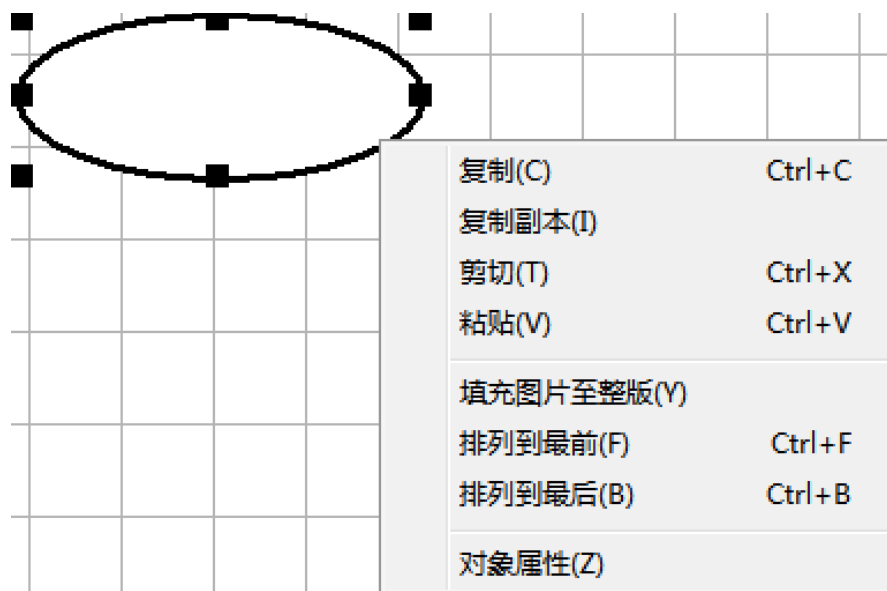 复制(C) Ctrl+C
复制副本(I)
剪切(T) Ctrl+X
粘贴(V) Ctrl+V
填充图片至整版(Y)
排列到最前(F) Ctrl+F
排列到最后(B) Ctrl+B
对象属性(Z)